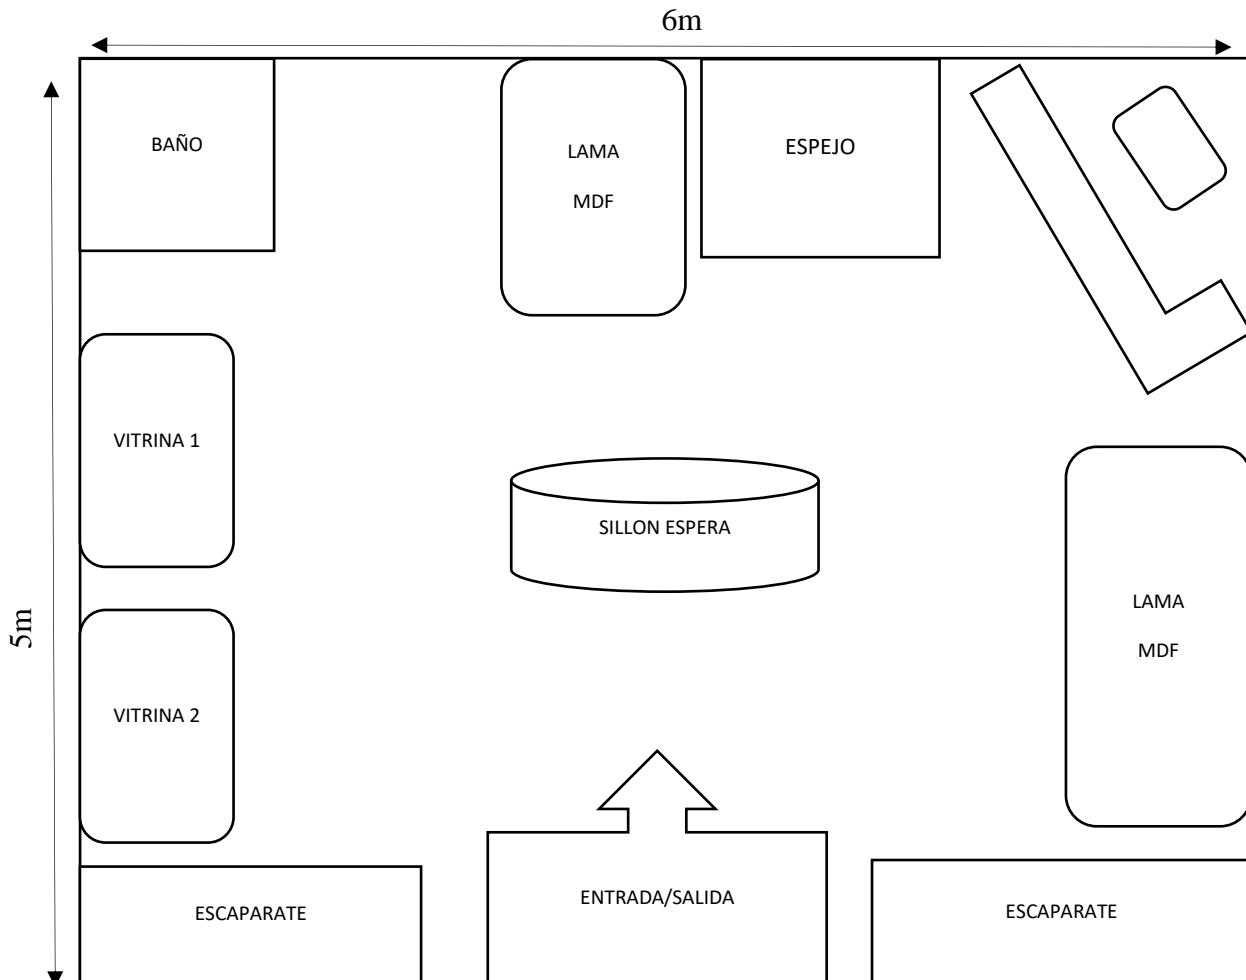 6m
BAÑO
LAMA
MDF
ESPEJO
VITRINA 1
SILLON ESPERA
5m
LAMA
MDF
VITRINA 2
ESCAPARATE
ENTRADA/SALIDA
ESCAPARATE